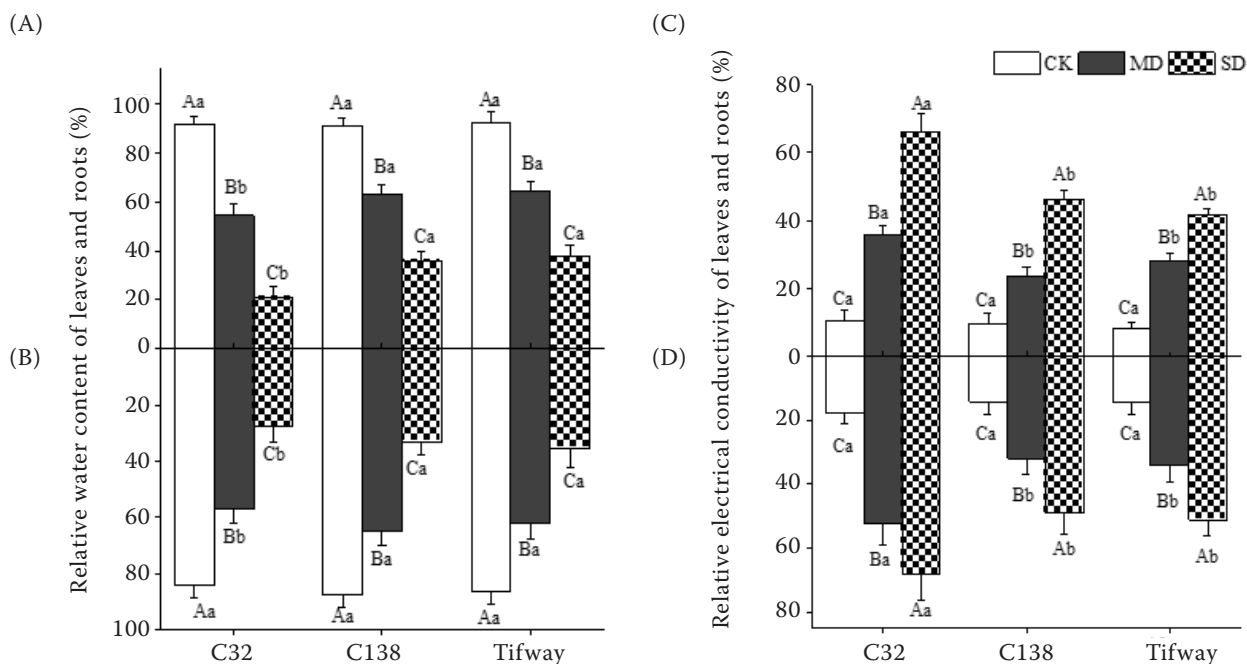 (A)
Relative water content of leaves and roots (%)
100
80
60
40
20
0
(B)
20
40
60
80
100
Aa
Bb
Cb
Aa
Ba
Ca
Aa
Ba
Ca
Aa
Bb
Cb
Aa
Ba
Ca
Aa
Ba
Ca
C32 C138 Tifway
(C)
CK MD SD
Relative electrical conductivity of leaves and roots (%)
80
60
40
20
0
(D)
20
40
60
80
Ca
Ba
Aa
Ca
Bb
Ab
Ca
Bb
Ab
Ca
Ba
Aa
Ca
Bb
Ab
Ca
Bb
Ab
C32 C138 Tifway